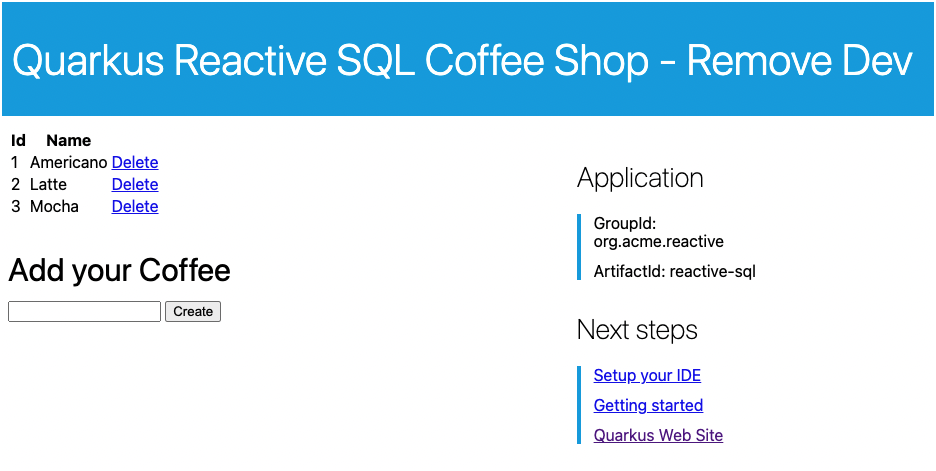 Quarkus Reactive SQL Coffee Shop - Remove Dev
Id Name
1 Americano Delete
2 Latte Delete
3 Mocha Delete
Add your Coffee
Create
Application
GroupId:
org.acme.reactive
ArtifactId: reactive-sql
Next steps
Setup your IDE
Getting started
Quarkus Web Site